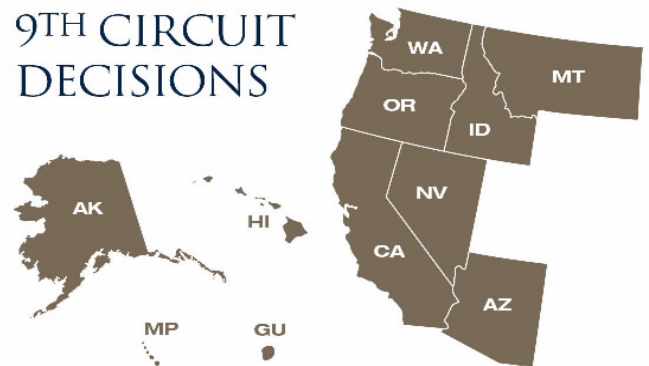 9TH CIRCUIT
DECISIONS
WA
MT
OR
ID
NV
AK
HI
CA
AZ
MP
GU